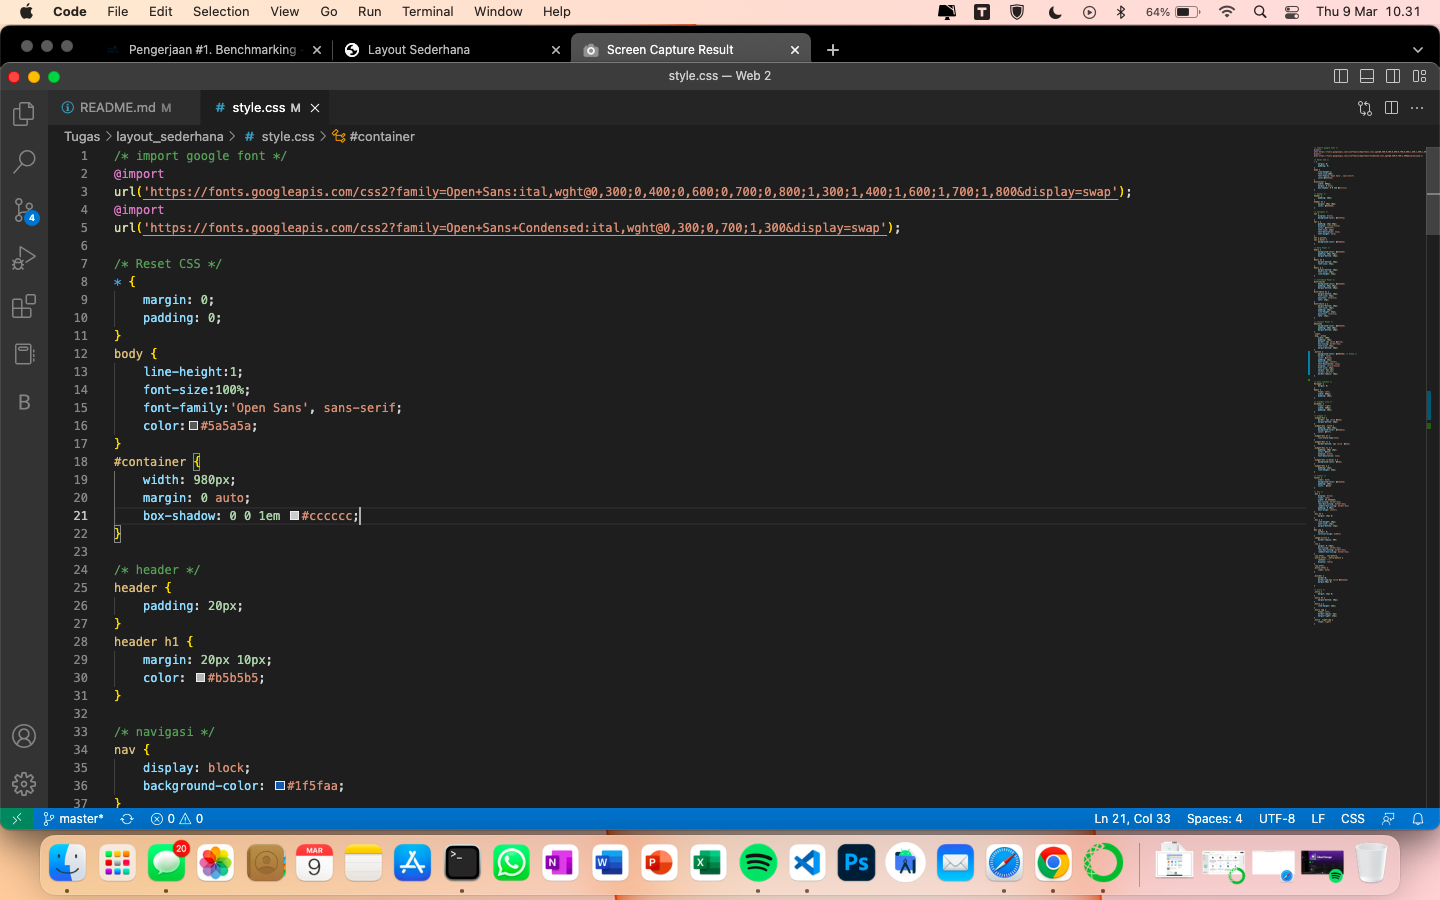 Code File Edit Selection View Go Run Terminal Window Help 64% Thu 9 Mar 10.31
Pengerjaan #1. Benchmarking Layout Sederhana Screen Capture Result
style.css — Web 2
README.md M # style.css M
Tugas > layout_sederhana > # style.css > #container
1 /* import google font */
2 @import
3 url('https://fonts.googleapis.com/css2?family=Open+Sans:ital,wght@0,300;0,400;0,600;0,700;0,800;1,300;1,400;1,600;1,700;1,800&display=swap');
4 @import
5 url('https://fonts.googleapis.com/css2?family=Open+Sans+Condensed:ital,wght@0,300;0,700;1,300&display=swap');
6
7 /* Reset CSS */
8 * {
9 margin: 0;
10 padding: 0;
11 }
12 body {
13 line-height:1;
14 font-size:100%;
15 font-family:'Open Sans', sans-serif;
16 color:#5a5a5a;
17 }
18 #container {
19 width: 980px;
20 margin: 0 auto;
21 box-shadow: 0 0 1em #cccccc;
22 }
23
24 /* header */
25 header {
26 padding: 20px;
27 }
28 header h1 {
29 margin: 20px 10px;
30 color: #b5b5b5;
31 }
32
33 /* navigasi */
34 nav {
35 display: block;
36 background-color: #1f5faa;
37 }
4
B
master* 0 0 Ln 21, Col 33 Spaces: 4 UTF-8 LF CSS
20
MAR
9